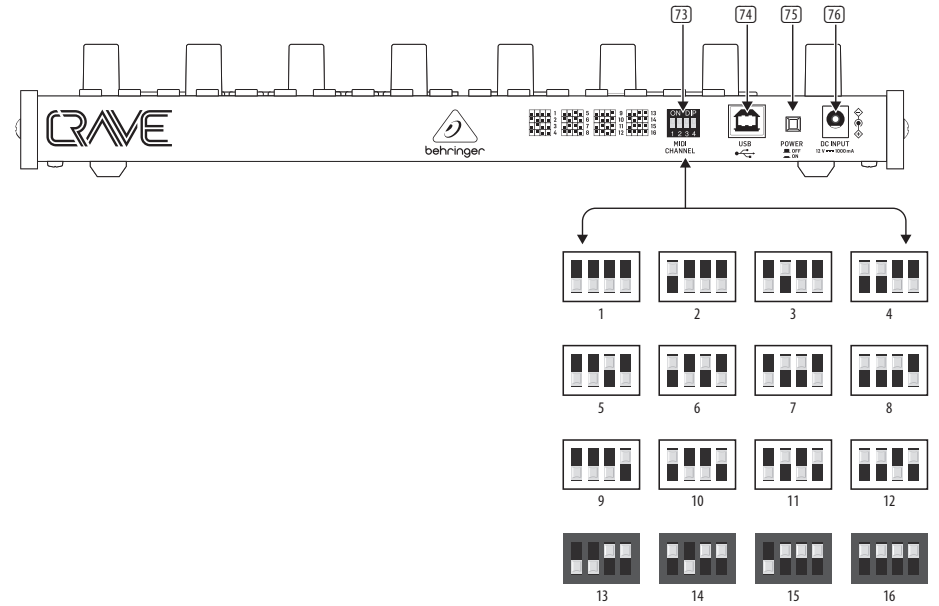 73 74 75 76
CRAVE
behringer
1 5 9 13
2 6 10 14
3 7 11 15
4 8 12 16
ON DIP
1 2 3 4
MIDI
CHANNEL
USB
POWER
OFF
ON
DC INPUT
12 V 1000 mA
1 2 3 4
5 6 7 8
9 10 11 12
13 14 15 16